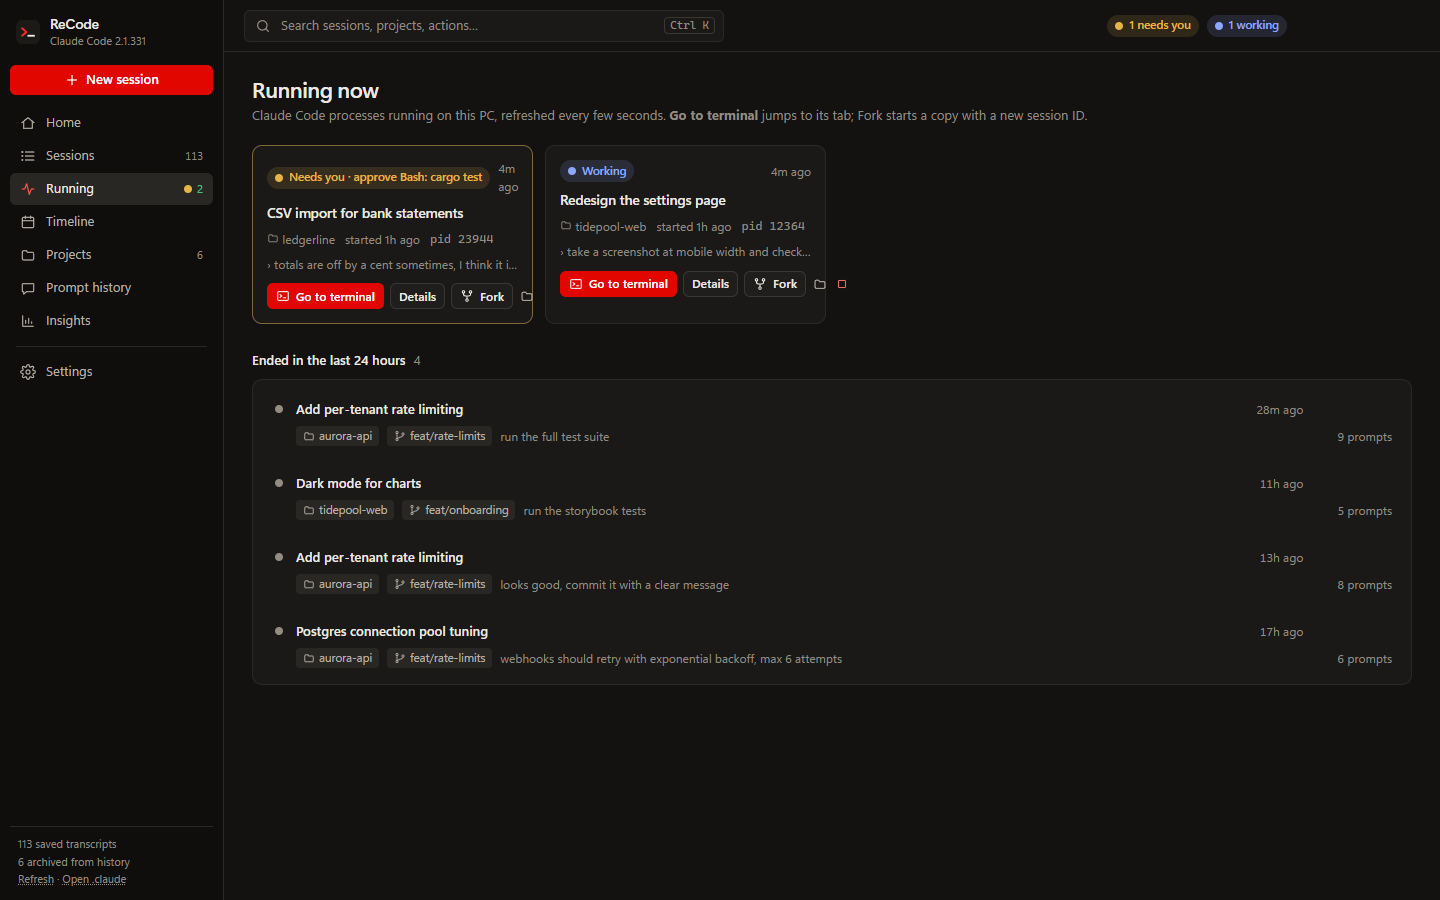 ReCode
Claude Code 2.1.331
New session
Home
Sessions 113
Running 2
Timeline
Projects 6
Prompt history
Insights
Settings
113 saved transcripts
6 archived from history
Refresh · Open .claude
Search sessions, projects, actions... Ctrl K
1 needs you 1 working
Running now
Claude Code processes running on this PC, refreshed every few seconds. Go to terminal jumps to its tab; Fork starts a copy with a new session ID.
Needs you · approve Bash: cargo test 4m ago
CSV import for bank statements
ledgerline started 1h ago pid 23944
› totals are off by a cent sometimes, I think it i...
Go to terminal Details Fork
Working 4m ago
Redesign the settings page
tidepool-web started 1h ago pid 12364
› take a screenshot at mobile width and check...
Go to terminal Details Fork
Ended in the last 24 hours 4
Add per-tenant rate limiting 28m ago
aurora-api feat/rate-limits run the full test suite 9 prompts
Dark mode for charts 11h ago
tidepool-web feat/onboarding run the storybook tests 5 prompts
Add per-tenant rate limiting 13h ago
aurora-api feat/rate-limits looks good, commit it with a clear message 8 prompts
Postgres connection pool tuning 17h ago
aurora-api feat/rate-limits webhooks should retry with exponential backoff, max 6 attempts 6 prompts